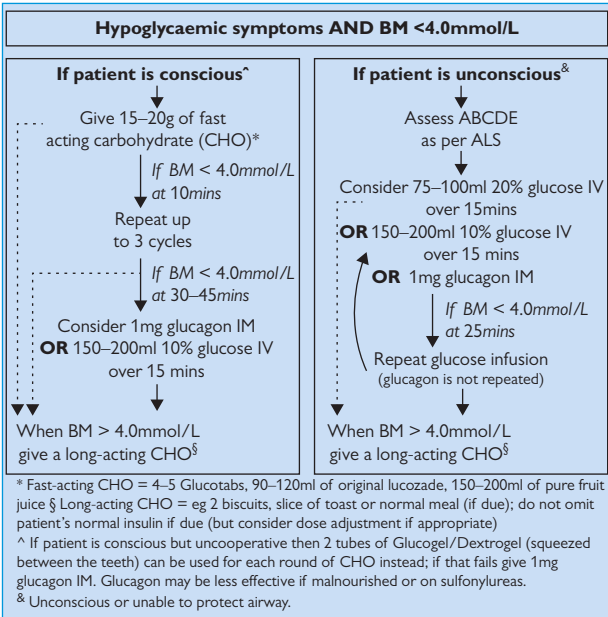 Hypoglycaemic symptoms AND BM <4.0mmol/L
If patient is conscious^
Give 15–20g of fast
acting carbohydrate (CHO)*
If BM < 4.0mmol/L
at 10mins
Repeat up
to 3 cycles
If BM < 4.0mmol/L
at 30–45mins
Consider 1mg glucagon IM
OR 150–200ml 10% glucose IV
over 15 mins
When BM > 4.0mmol/L
give a long-acting CHO§
If patient is unconscious&
Assess ABCDE
as per ALS
Consider 75–100ml 20% glucose IV
over 15mins
OR 150–200ml 10% glucose IV
over 15 mins
OR 1mg glucagon IM
If BM < 4.0mmol/L
at 25mins
Repeat glucose infusion
(glucagon is not repeated)
When BM > 4.0mmol/L
give a long-acting CHO§
* Fast-acting CHO = 4–5 Glucotabs, 90–120ml of original lucozade, 150–200ml of pure fruit
juice § Long-acting CHO = eg 2 biscuits, slice of toast or normal meal (if due); do not omit
patient's normal insulin if due (but consider dose adjustment if appropriate)
^ If patient is conscious but uncooperative then 2 tubes of Glucogel/Dextrogel (squeezed
between the teeth) can be used for each round of CHO instead; if that fails give 1mg
glucagon IM. Glucagon may be less effective if malnourished or on sulfonylureas.
& Unconscious or unable to protect airway.